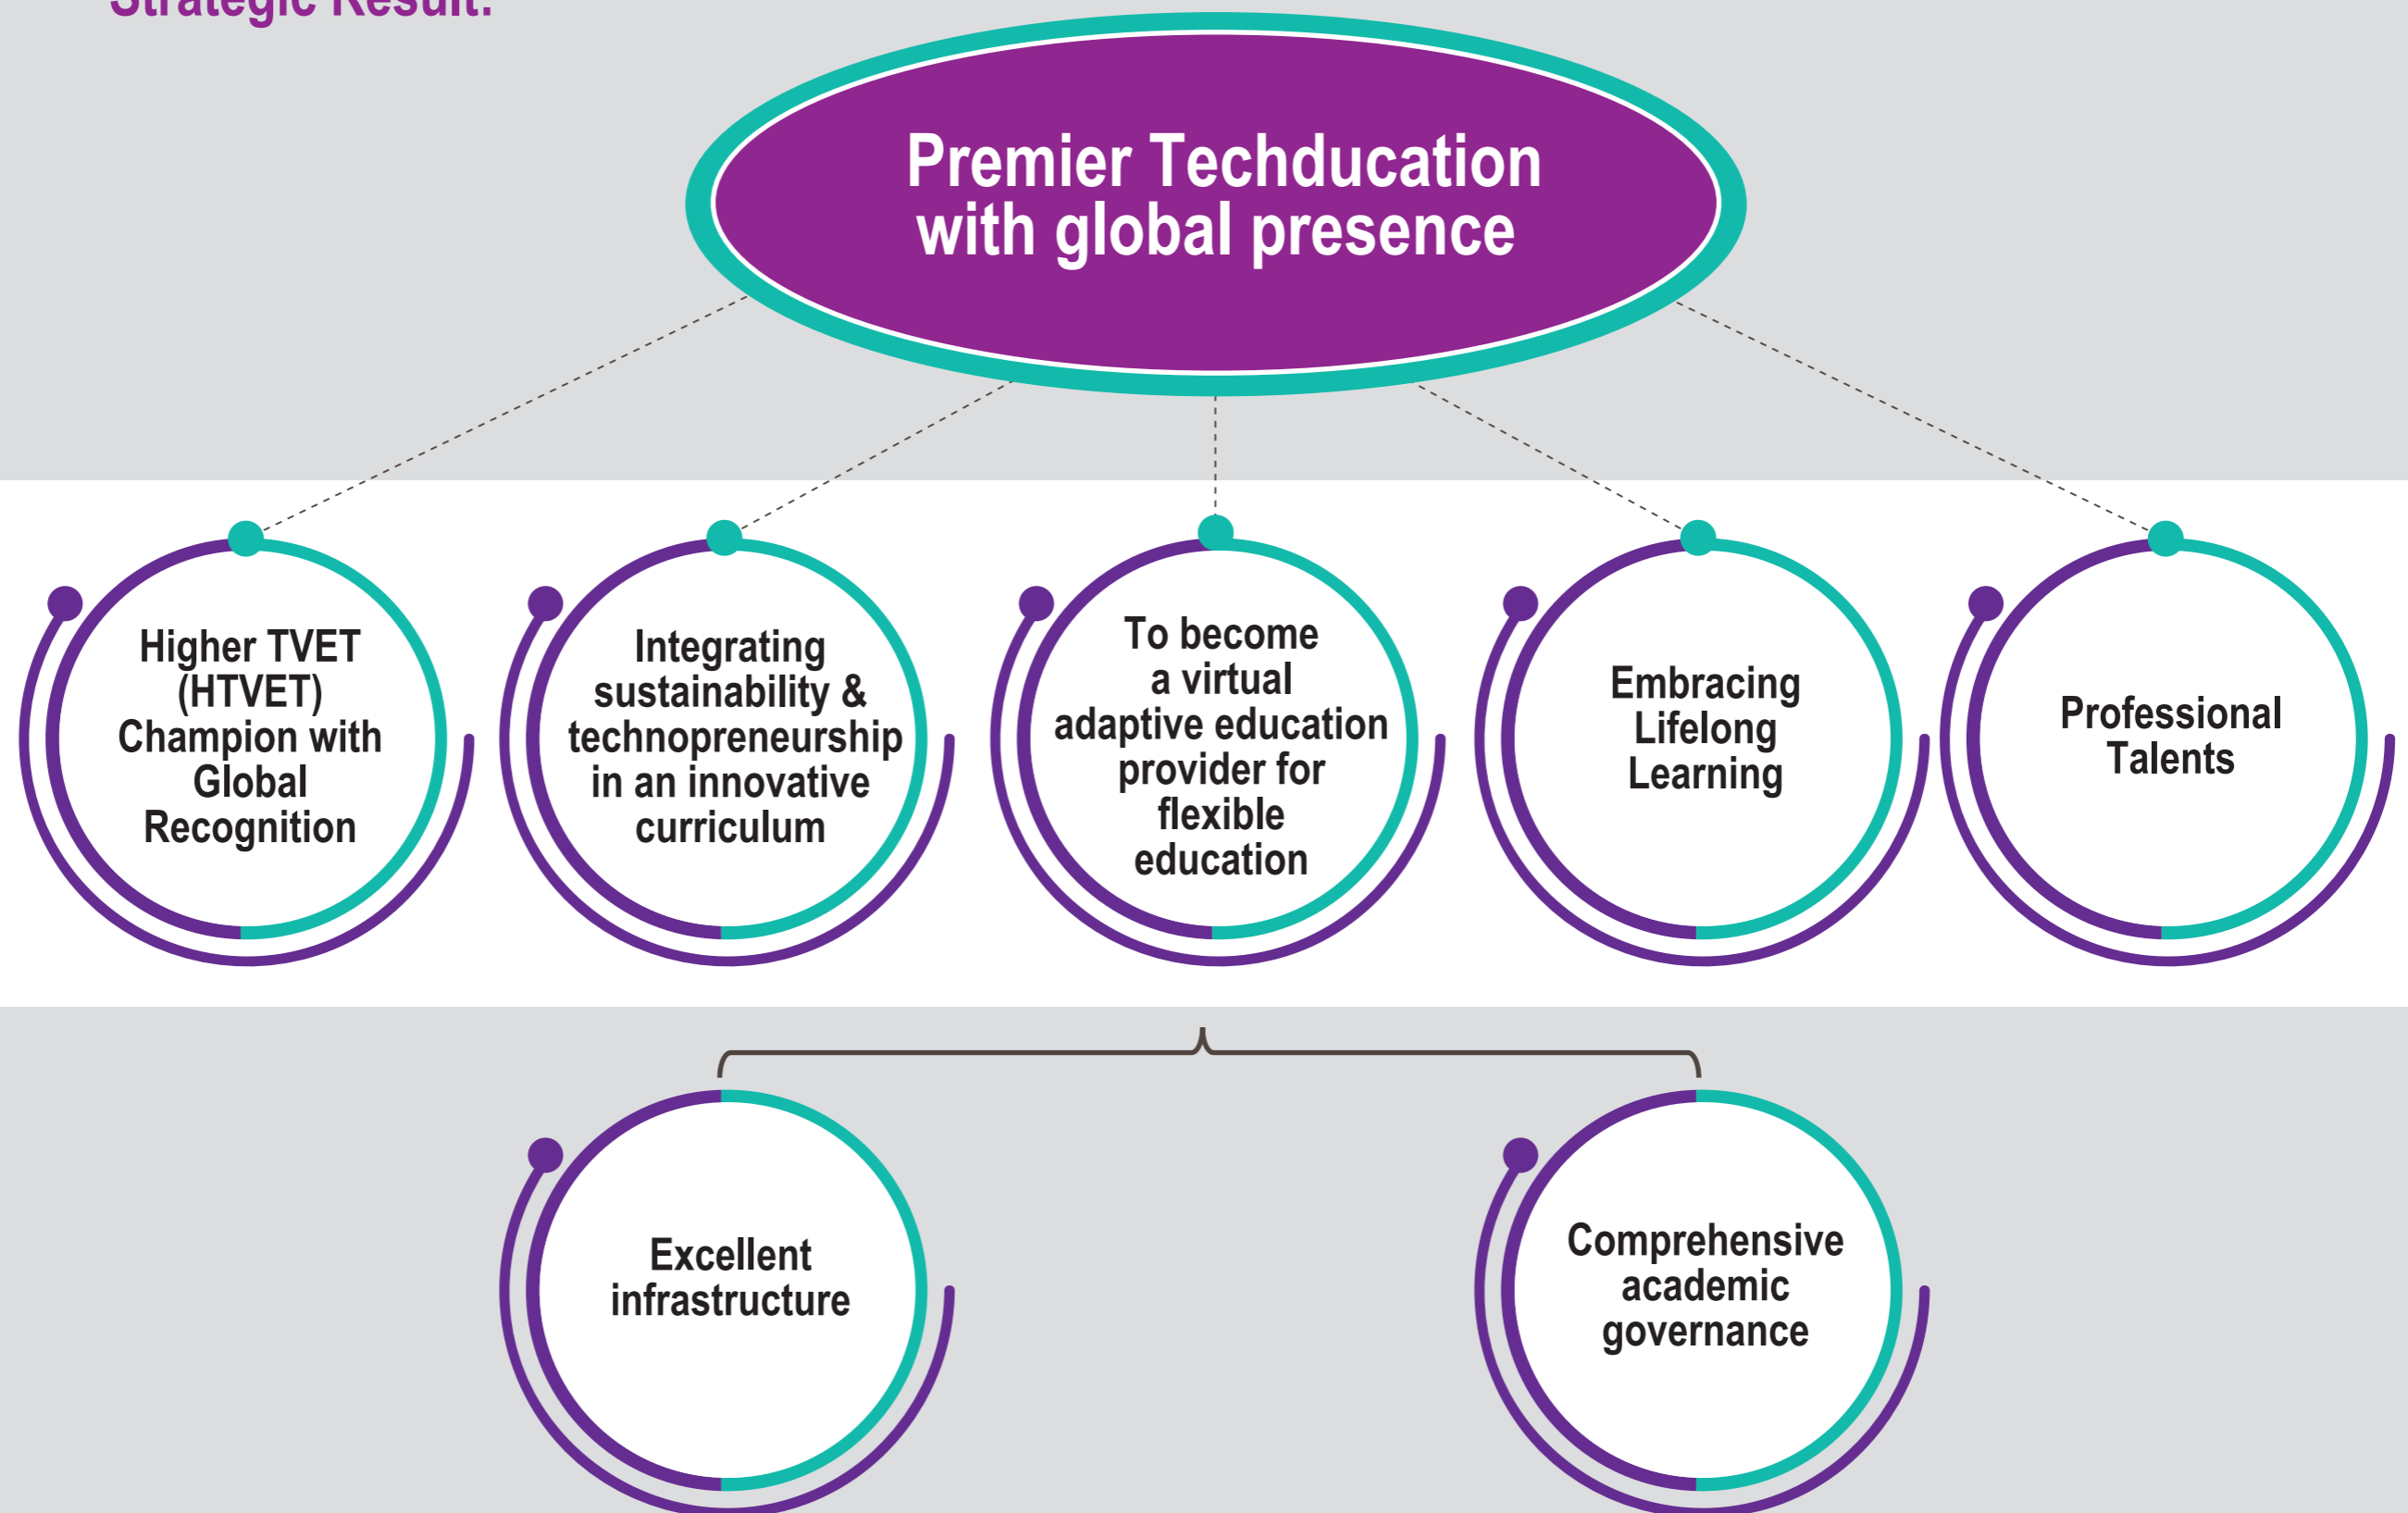 Strategic Result:
Premier Techducation
with global presence
Higher TVET
(HTVET)
Champion with
Global
Recognition
Integrating
sustainability &
technopreneurship
in an innovative
curriculum
To become
a virtual
adaptive education
provider for
flexible
education
Embracing
Lifelong
Learning
Professional
Talents
Excellent
infrastructure
Comprehensive
academic
governance